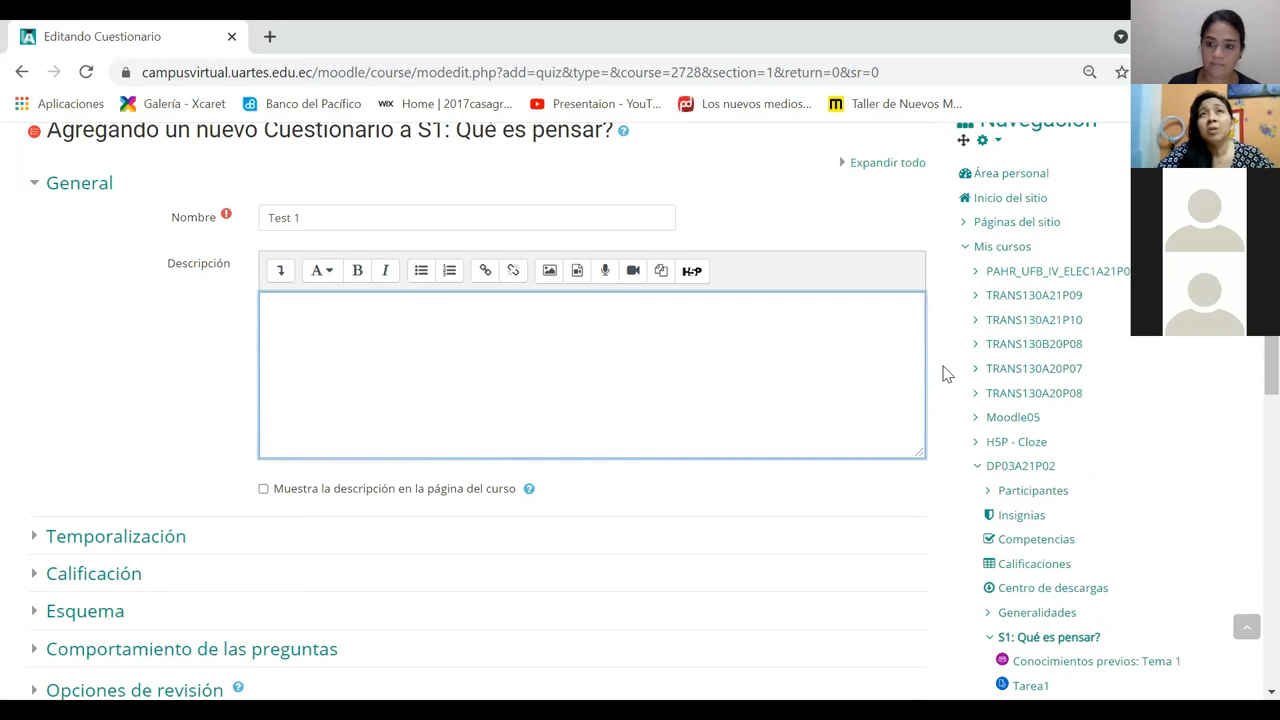 Editando Cuestionario
campusvirtual.uartes.edu.ec/moodle/course/modedit.php?add=quiz&type=&course=2728&section=1&return=0&sr=0
Aplicaciones
Galería - Xcaret
Banco del Pacífico
WIX Home | 2017casagr...
Presentaion - YouT...
Los nuevos medios...
Taller de Nuevos M...
Agregando un nuevo Cuestionario a S1: Qué es pensar?
Expandir todo
General
Nombre
Test 1
Descripción
A B I
H5P
Muestra la descripción en la página del curso
Temporalización
Calificación
Esquema
Comportamiento de las preguntas
Opciones de revisión
Navegación
Área personal
Inicio del sitio
Páginas del sitio
Mis cursos
PAHR_UFB_IV_ELEC1A21P0
TRANS130A21P09
TRANS130A21P10
TRANS130B20P08
TRANS130A20P07
TRANS130A20P08
Moodle05
H5P - Cloze
DP03A21P02
Participantes
Insignias
Competencias
Calificaciones
Centro de descargas
Generalidades
S1: Qué es pensar?
Conocimientos previos: Tema 1
Tarea1